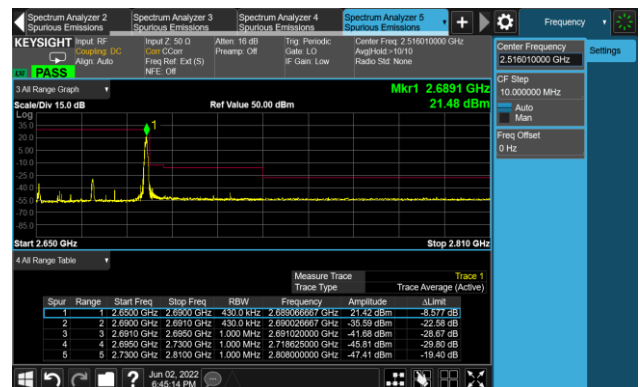 Spectrum Analyzer 2 Spurious Emissions
Spectrum Analyzer 3 Spurious Emissions
Spectrum Analyzer 4 Spurious Emissions
Spectrum Analyzer 5 Spurious Emissions
Frequency
KEYSIGHT
Input: RF
Coupling: DC
Align: Auto
Input Z: 50 Ω
Corr CCorr
Freq Ref: Ext (S)
NFE: Off
Atten: 16 dB
Preamp: Off
Trig: Periodic
Gate: LO
IF Gain: Low
Center Freq: 2.516010000 GHz
Avg|Hold:>10/10
Radio Std: None
PASS
Center Frequency
2.516010000 GHz
Settings
CF Step
10.000000 MHz
Auto
Man
Freq Offset
0 Hz
3 All Range Graph
Mkr1 2.6891 GHz
Scale/Div 15.0 dB
Ref Value 50.00 dBm
21.48 dBm
Log
35.0
20.0
5.00
-10.0
-25.0
-40.0
-55.0
-70.0
-85.0
1
Start 2.650 GHz
Stop 2.810 GHz
4 All Range Table
Measure Trace Trace 1
Trace Type Trace Average (Active)
Spur Range Start Freq Stop Freq RBW Frequency Amplitude ΔLimit
1 1 2.6500 GHz 2.6900 GHz 430.0 kHz 2.689066667 GHz 21.42 dBm -8.577 dB
2 2 2.6900 GHz 2.6910 GHz 430.0 kHz 2.690026667 GHz -35.59 dBm -22.58 dB
3 3 2.6910 GHz 2.6950 GHz 1.000 MHz 2.691020000 GHz -41.68 dBm -28.67 dB
4 4 2.6950 GHz 2.7300 GHz 1.000 MHz 2.718625000 GHz -45.81 dBm -29.80 dB
5 5 2.7300 GHz 2.8100 GHz 1.000 MHz 2.808000000 GHz -47.41 dBm -19.40 dB
Jun 02, 2022
6:45:14 PM